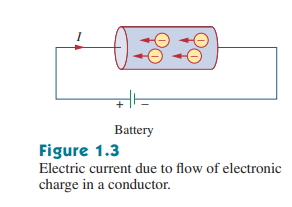 I
+ −
Battery
Figure 1.3
Electric current due to flow of electronic
charge in a conductor.